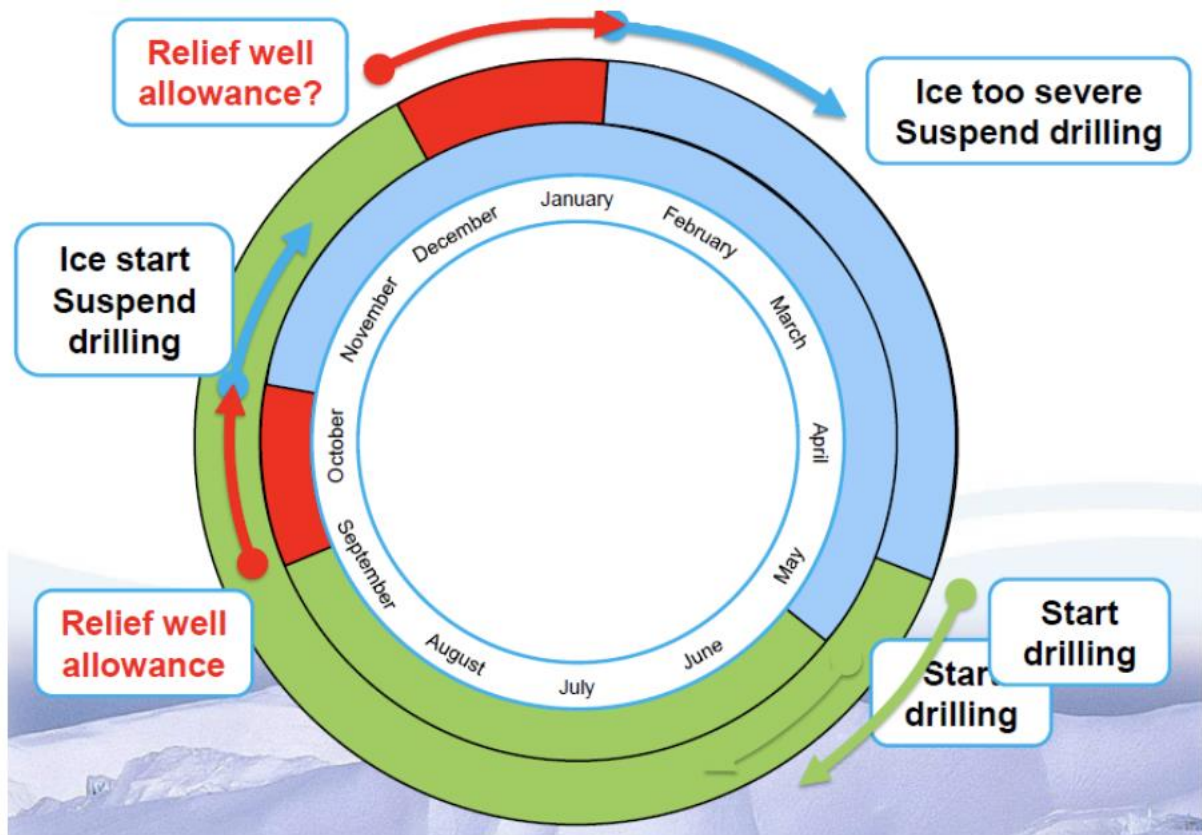 Relief well
allowance?
Ice too severe
Suspend drilling
Ice start
Suspend
drilling
Relief well
allowance
Start
drilling
Start
drilling
January
February
March
April
May
June
July
August
September
October
November
December